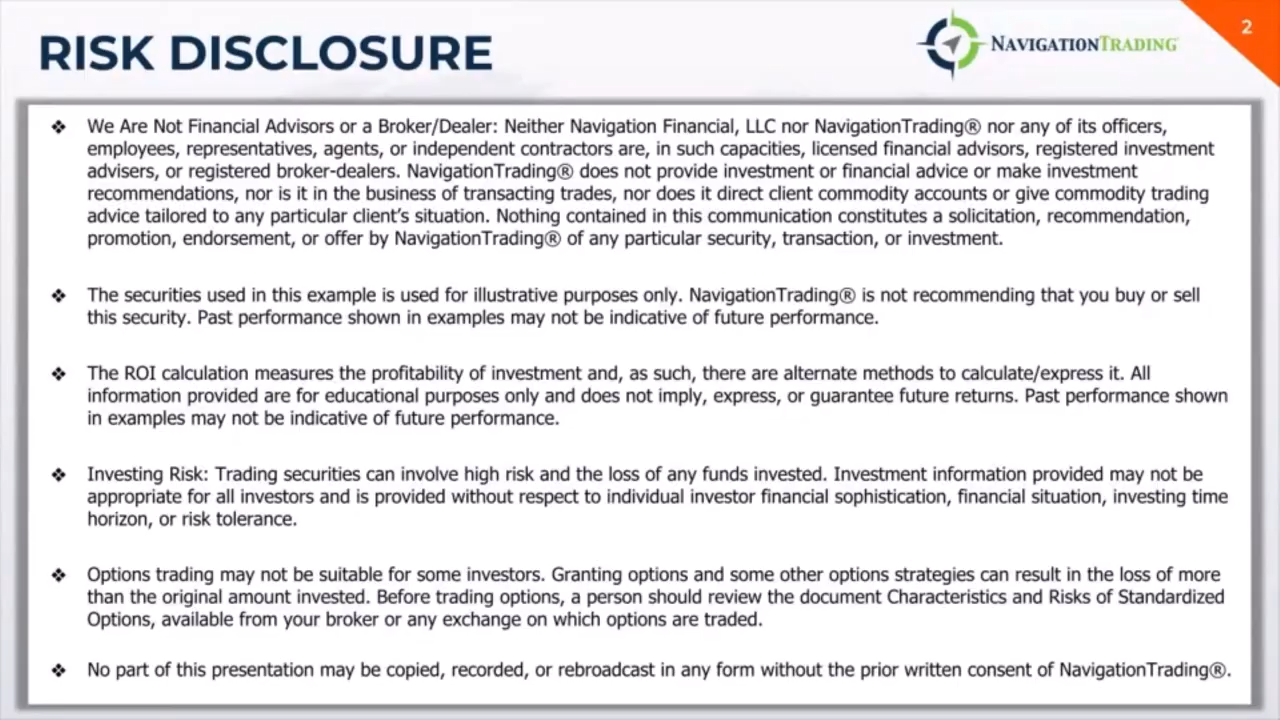 RISK DISCLOSURE
NAVIGATIONTRADING®
2
❖ We Are Not Financial Advisors or a Broker/Dealer: Neither Navigation Financial, LLC nor NavigationTrading® nor any of its officers,
employees, representatives, agents, or independent contractors are, in such capacities, licensed financial advisors, registered investment
advisers, or registered broker-dealers. NavigationTrading® does not provide investment or financial advice or make investment
recommendations, nor is it in the business of transacting trades, nor does it direct client commodity accounts or give commodity trading
advice tailored to any particular client's situation. Nothing contained in this communication constitutes a solicitation, recommendation,
promotion, endorsement, or offer by NavigationTrading® of any particular security, transaction, or investment.
❖ The securities used in this example is used for illustrative purposes only. NavigationTrading® is not recommending that you buy or sell
this security. Past performance shown in examples may not be indicative of future performance.
❖ The ROI calculation measures the profitability of investment and, as such, there are alternate methods to calculate/express it. All
information provided are for educational purposes only and does not imply, express, or guarantee future returns. Past performance shown
in examples may not be indicative of future performance.
❖ Investing Risk: Trading securities can involve high risk and the loss of any funds invested. Investment information provided may not be
appropriate for all investors and is provided without respect to individual investor financial sophistication, financial situation, investing time
horizon, or risk tolerance.
❖ Options trading may not be suitable for some investors. Granting options and some other options strategies can result in the loss of more
than the original amount invested. Before trading options, a person should review the document Characteristics and Risks of Standardized
Options, available from your broker or any exchange on which options are traded.
❖ No part of this presentation may be copied, recorded, or rebroadcast in any form without the prior written consent of NavigationTrading®.